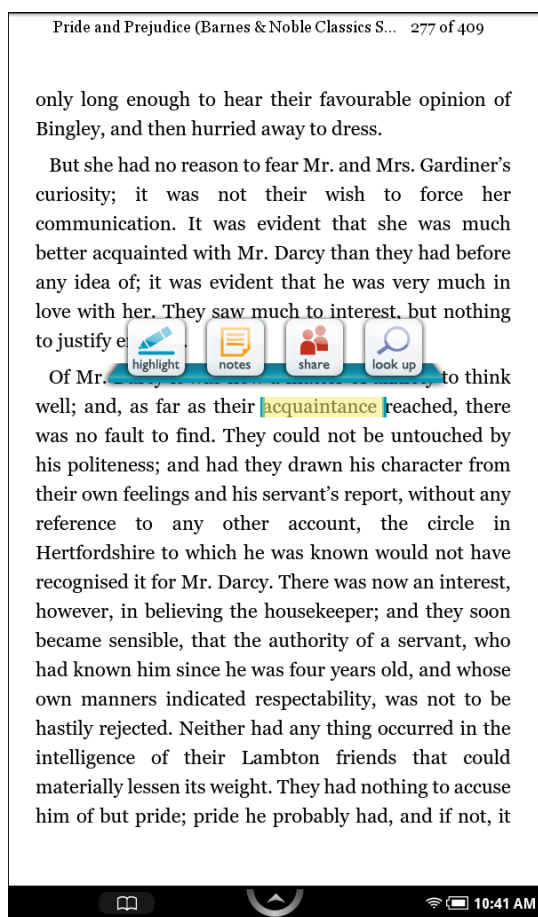 Pride and Prejudice (Barnes & Noble Classics S... 277 of 409
only long enough to hear their favourable opinion of
Bingley, and then hurried away to dress.
But she had no reason to fear Mr. and Mrs. Gardiner's
curiosity; it was not their wish to force her
communication. It was evident that she was much
better acquainted with Mr. Darcy than they had before
any idea of; it was evident that he was very much in
love with her. They saw much to interest, but nothing
to justify
highlight notes share look up
Of Mr. to think
well; and, as far as their acquaintance reached, there
was no fault to find. They could not be untouched by
his politeness; and had they drawn his character from
their own feelings and his servant's report, without any
reference to any other account, the circle in
Hertfordshire to which he was known would not have
recognised it for Mr. Darcy. There was now an interest,
however, in believing the housekeeper; and they soon
became sensible, that the authority of a servant, who
had known him since he was four years old, and whose
own manners indicated respectability, was not to be
hastily rejected. Neither had any thing occurred in the
intelligence of their Lambton friends that could
materially lessen its weight. They had nothing to accuse
him of but pride; pride he probably had, and if not, it
10:41 AM